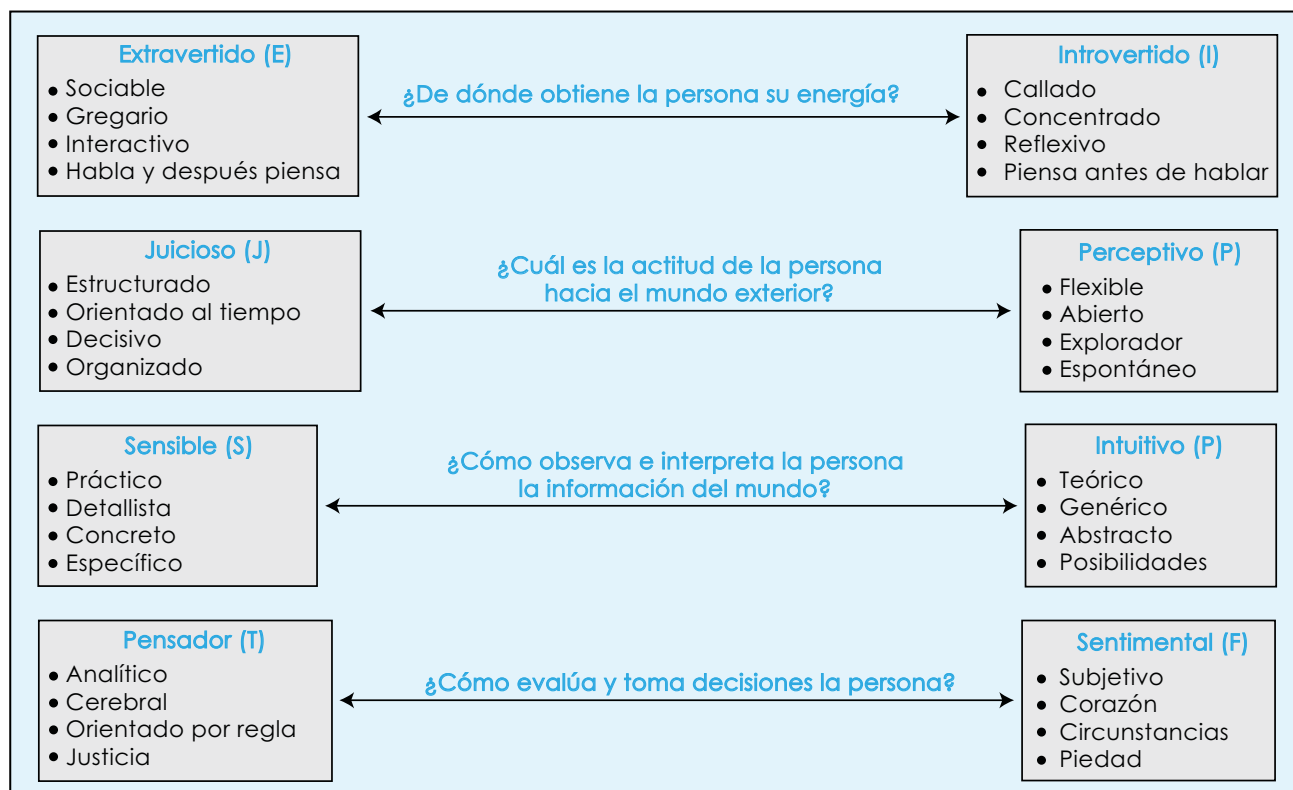 Extravertido (E)
• Sociable
• Gregario
• Interactivo
• Habla y después piensa
¿De dónde obtiene la persona su energía?
Introvertido (I)
• Callado
• Concentrado
• Reflexivo
• Piensa antes de hablar
Juicioso (J)
• Estructurado
• Orientado al tiempo
• Decisivo
• Organizado
¿Cuál es la actitud de la persona
hacia el mundo exterior?
Perceptivo (P)
• Flexible
• Abierto
• Explorador
• Espontáneo
Sensible (S)
• Práctico
• Detallista
• Concreto
• Específico
¿Cómo observa e interpreta la persona
la información del mundo?
Intuitivo (P)
• Teórico
• Genérico
• Abstracto
• Posibilidades
Pensador (T)
• Analítico
• Cerebral
• Orientado por regla
• Justicia
¿Cómo evalúa y toma decisiones la persona?
Sentimental (F)
• Subjetivo
• Corazón
• Circunstancias
• Piedad